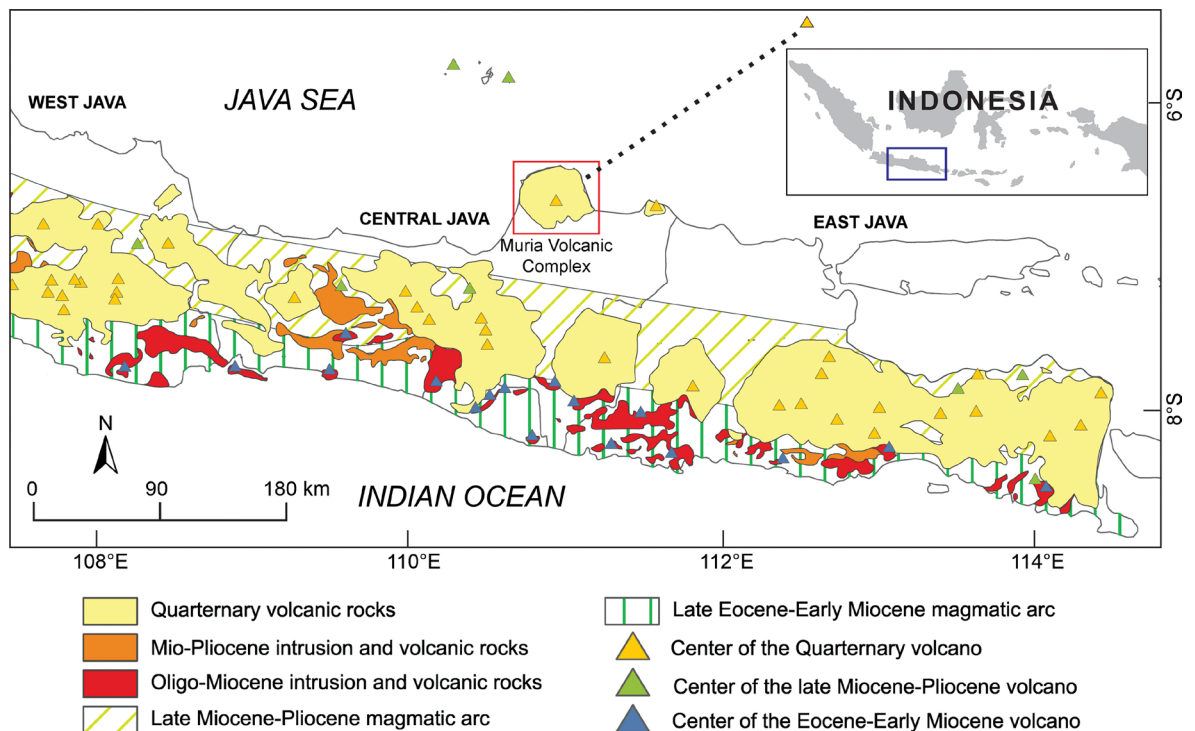 WEST JAVA
JAVA SEA
INDONESIA
6°S
CENTRAL JAVA
EAST JAVA
Muria Volcanic
Complex
8°S
N
0 90 180 km
INDIAN OCEAN
108°E 110°E 112°E 114°E
Quarternary volcanic rocks
Mio-Pliocene intrusion and volcanic rocks
Oligo-Miocene intrusion and volcanic rocks
Late Miocene-Pliocene magmatic arc
Late Eocene-Early Miocene magmatic arc
Center of the Quarternary volcano
Center of the late Miocene-Pliocene volcano
Center of the Eocene-Early Miocene volcano